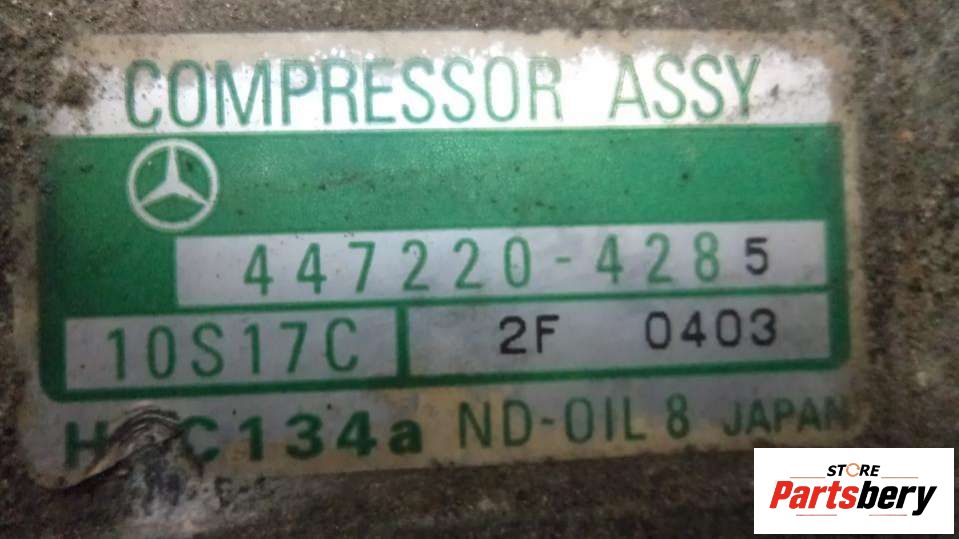 COMPRESSOR ASSY
447220-4285
10S17C 2F 0403
C134a ND-OIL 8 JAPAN
STORE
Partsbery